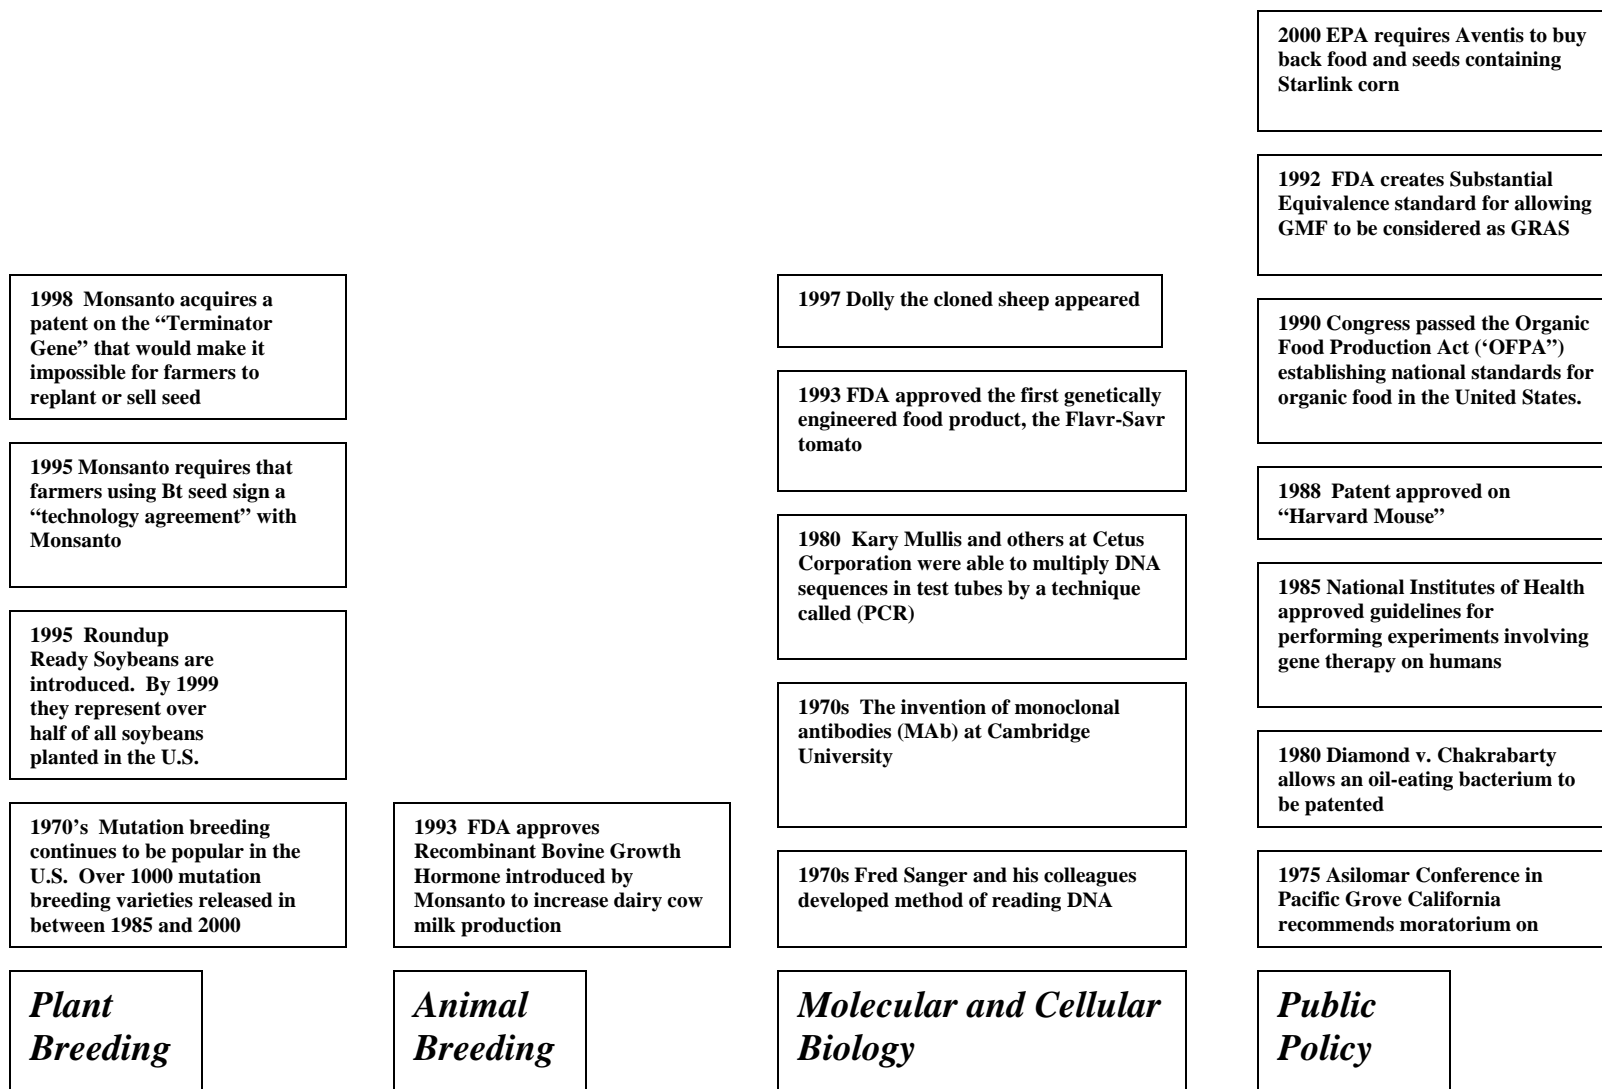 2000 EPA requires Aventis to buy
back food and seeds containing
Starlink corn
1992  FDA creates Substantial
Equivalence standard for allowing
GMF to be considered as GRAS
1998  Monsanto acquires a
patent on the “Terminator
Gene” that would make it
impossible for farmers to
replant or sell seed
1997 Dolly the cloned sheep appeared
1990 Congress passed the Organic
Food Production Act (‘OFPA”)
establishing national standards for
organic food in the United States.
1993 FDA approved the first genetically
engineered food product, the Flavr-Savr
tomato
1995 Monsanto requires that
farmers using Bt seed sign a
“technology agreement” with
Monsanto
1988  Patent approved on
“Harvard Mouse”
1980  Kary Mullis and others at Cetus
Corporation were able to multiply DNA
sequences in test tubes by a technique
called (PCR)
1985 National Institutes of Health
approved guidelines for
performing experiments involving
gene therapy on humans
1995  Roundup
Ready Soybeans are
introduced.  By 1999
they represent over
half of all soybeans
planted in the U.S.
1970s  The invention of monoclonal
antibodies (MAb) at Cambridge
University
1980 Diamond v. Chakrabarty
allows an oil-eating bacterium to
be patented
1970’s  Mutation breeding
continues to be popular in the
U.S.  Over 1000 mutation
breeding varieties released in
between 1985 and 2000
1993  FDA approves
Recombinant Bovine Growth
Hormone introduced by
Monsanto to increase dairy cow
milk production
1970s Fred Sanger and his colleagues
developed method of reading DNA
1975 Asilomar Conference in
Pacific Grove California
recommends moratorium on
Plant
Breeding
Animal
Breeding
Molecular and Cellular
Biology
Public
Policy